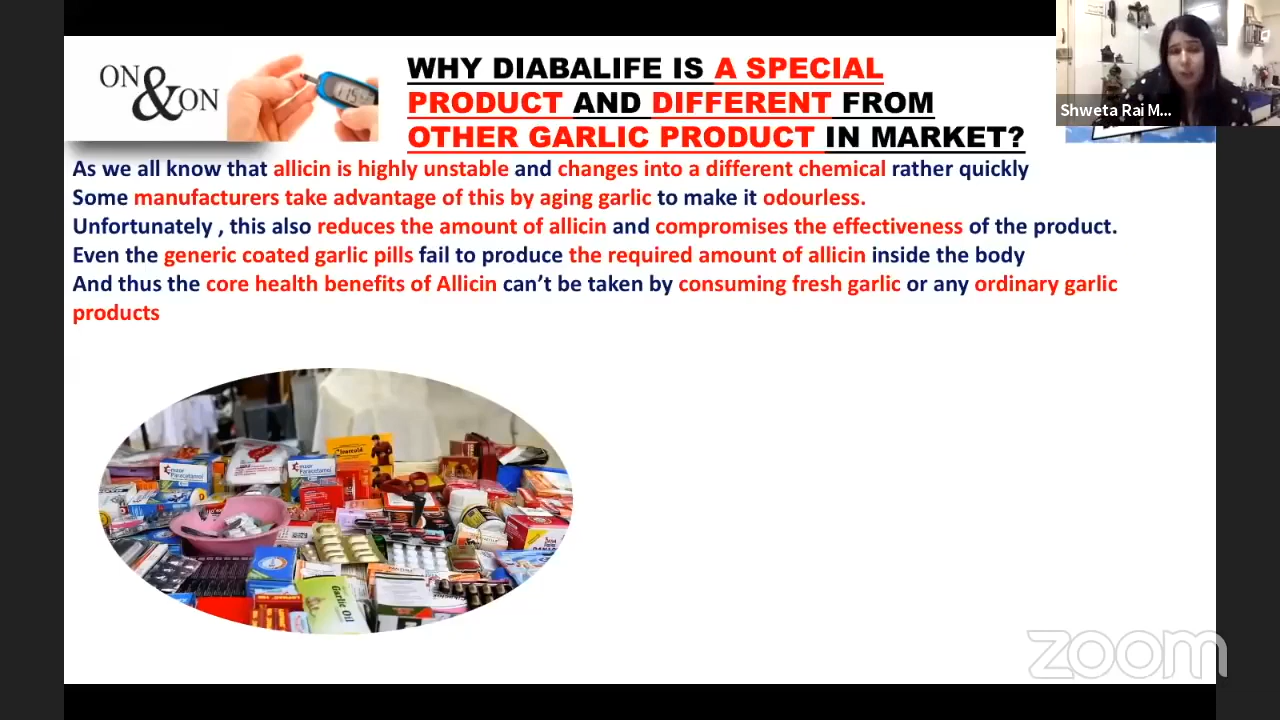 ON & ON
WHY DIABALIFE IS A SPECIAL
PRODUCT AND DIFFERENT FROM
OTHER GARLIC PRODUCT IN MARKET?
Shweta Rai M...
As we all know that allicin is highly unstable and changes into a different chemical rather quickly
Some manufacturers take advantage of this by aging garlic to make it odourless.
Unfortunately , this also reduces the amount of allicin and compromises the effectiveness of the product.
Even the generic coated garlic pills fail to produce the required amount of allicin inside the body
And thus the core health benefits of Allicin can’t be taken by consuming fresh garlic or any ordinary garlic
products
Paracetamol
Paracetamol
Garlic Oil
zoom